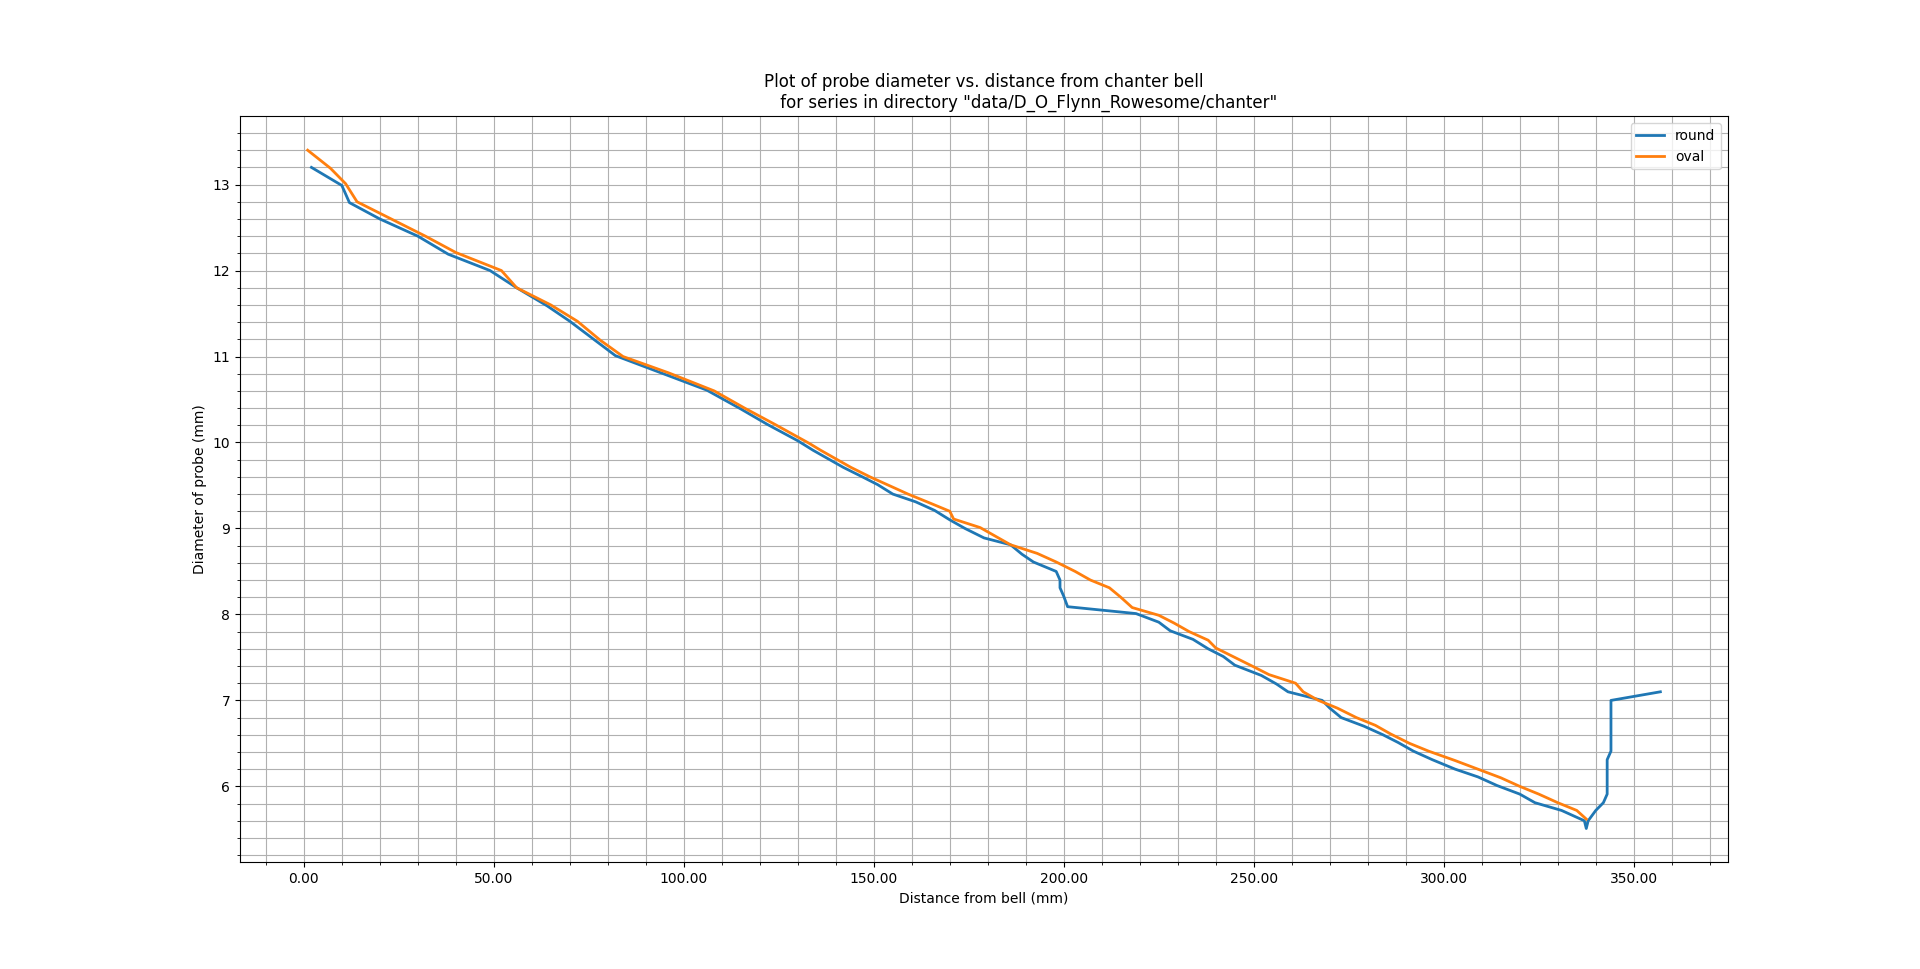 Plot of probe diameter vs. distance from chanter bell
for series in directory "data/D_O_Flynn_Rowesome/chanter"
round
oval
13
12
11
10
9
8
7
6
Diameter of probe (mm)
0.00 50.00 100.00 150.00 200.00 250.00 300.00 350.00
Distance from bell (mm)